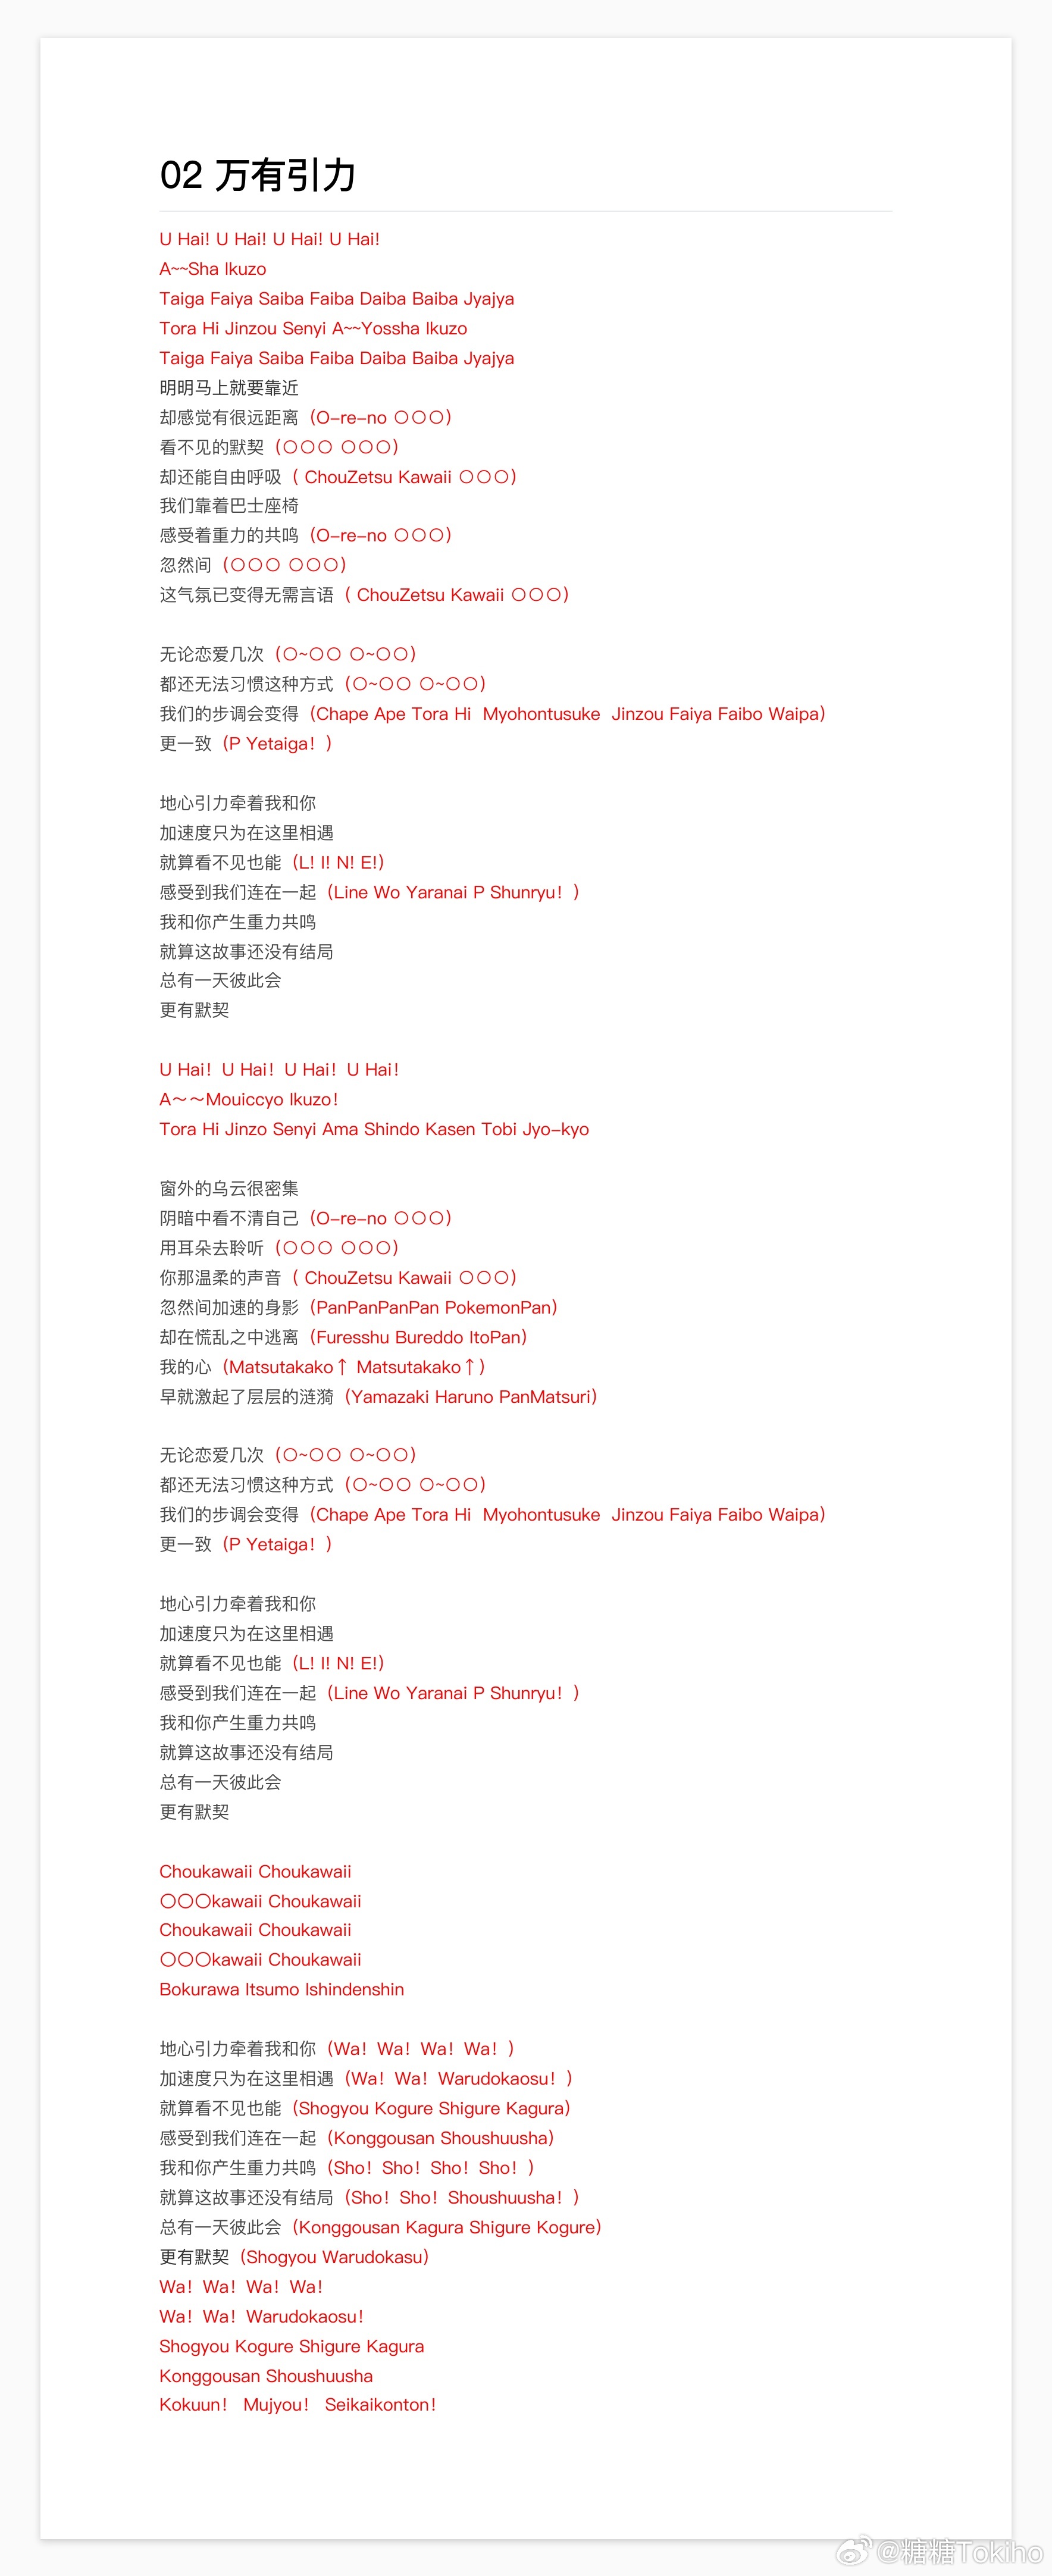 02 万有引力
U Hai! U Hai! U Hai! U Hai!
A~~Sha Ikuzo
Taiga Faiya Saiba Faiba Daiba Baiba Jyajya
Tora Hi Jinzou Senyi A~~Yossha Ikuzo
Taiga Faiya Saiba Faiba Daiba Baiba Jyajya
明明马上就要靠近
却感觉有很远距离（O-re-no 〇〇〇）
看不见的默契（〇〇〇 〇〇〇）
却还能自由呼吸（ ChouZetsu Kawaii 〇〇〇）
我们靠着巴士座椅
感受着重力的共鸣（O-re-no 〇〇〇）
忽然间（〇〇〇 〇〇〇）
这气氛已变得无需言语（ ChouZetsu Kawaii 〇〇〇）
无论恋爱几次（〇~〇〇 〇~〇〇）
都还无法习惯这种方式（〇~〇〇 〇~〇〇）
我们的步调会变得（Chape Ape Tora Hi  Myohontusuke  Jinzou Faiya Faibo Waipa）
更一致（P Yetaiga！）
地心引力牵着我和你
加速度只为在这里相遇
就算看不见也能（L! I! N! E!）
感受到我们连在一起（Line Wo Yaranai P Shunryu！）
我和你产生重力共鸣
就算这故事还没有结局
总有一天彼此会
更有默契
U Hai！U Hai！U Hai！U Hai！
A～～Mouiccyo Ikuzo！
Tora Hi Jinzo Senyi Ama Shindo Kasen Tobi Jyo-kyo
窗外的乌云很密集
阴暗中看不清自己（O-re-no 〇〇〇）
用耳朵去聆听（〇〇〇 〇〇〇）
你那温柔的声音（ ChouZetsu Kawaii 〇〇〇）
忽然间加速的身影（PanPanPanPan PokemonPan）
却在慌乱之中逃离（Furesshu Bureddo ItoPan）
我的心（Matsutakako↑ Matsutakako↑）
早就激起了层层的涟漪（Yamazaki Haruno PanMatsuri）
无论恋爱几次（〇~〇〇 〇~〇〇）
都还无法习惯这种方式（〇~〇〇 〇~〇〇）
我们的步调会变得（Chape Ape Tora Hi  Myohontusuke  Jinzou Faiya Faibo Waipa）
更一致（P Yetaiga！）
地心引力牵着我和你
加速度只为在这里相遇
就算看不见也能（L! I! N! E!）
感受到我们连在一起（Line Wo Yaranai P Shunryu！）
我和你产生重力共鸣
就算这故事还没有结局
总有一天彼此会
更有默契
Choukawaii Choukawaii
〇〇〇kawaii Choukawaii
Choukawaii Choukawaii
〇〇〇kawaii Choukawaii
Bokurawa Itsumo Ishindenshin
地心引力牵着我和你（Wa！Wa！Wa！Wa！）
加速度只为在这里相遇（Wa！Wa！Warudokaosu！）
就算看不见也能（Shogyou Kogure Shigure Kagura）
感受到我们连在一起（Konggousan Shoushuusha）
我和你产生重力共鸣（Sho！Sho！Sho！Sho！）
就算这故事还没有结局（Sho！Sho！Shoushuusha！）
总有一天彼此会（Konggousan Kagura Shigure Kogure）
更有默契（Shogyou Warudokasu）
Wa！Wa！Wa！Wa！
Wa！Wa！Warudokaosu！
Shogyou Kogure Shigure Kagura
Konggousan Shoushuusha
Kokuun！ Mujyou！ Seikaikonton！
@糖糖Tokiho